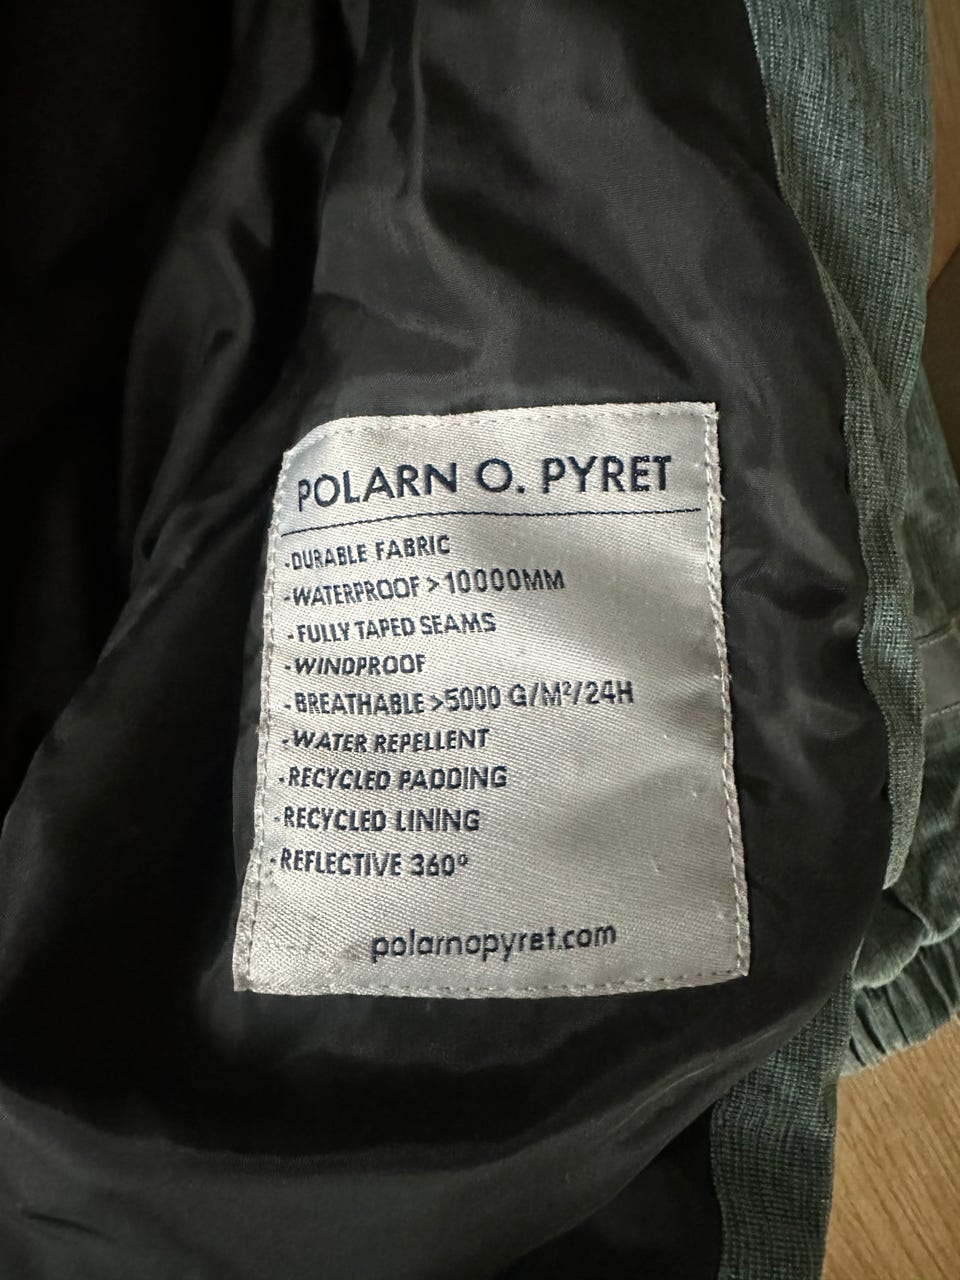 POLARN O. PYRET
-DURABLE FABRIC
-WATERPROOF >10000MM
-FULLY TAPED SEAMS
-WINDPROOF
-BREATHABLE >5000 G/M²/24H
-WATER REPELLENT
-RECYCLED PADDING
-RECYCLED LINING
-REFLECTIVE 360°
polarnopyret.com